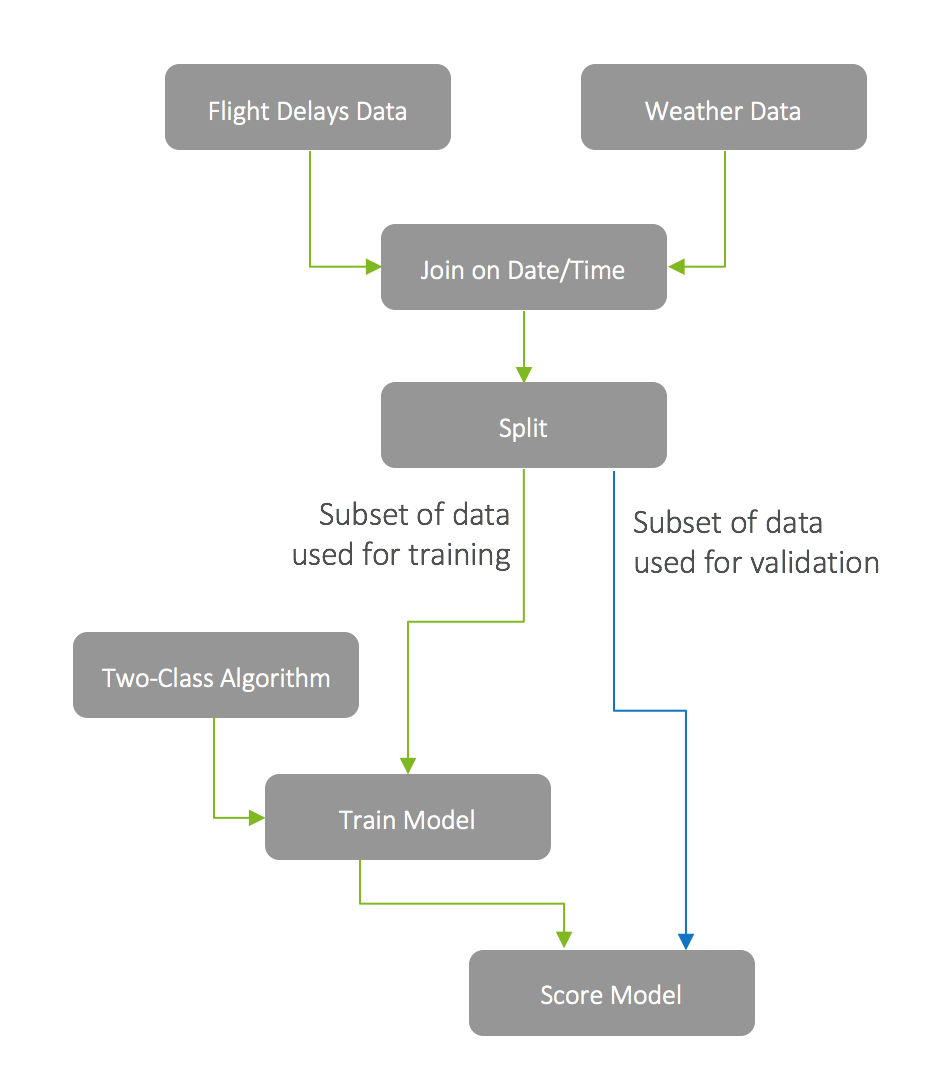 Flight Delays Data
Weather Data
Join on Date/Time
Split
Subset of data
used for training
Subset of data
used for validation
Two-Class Algorithm
Train Model
Score Model